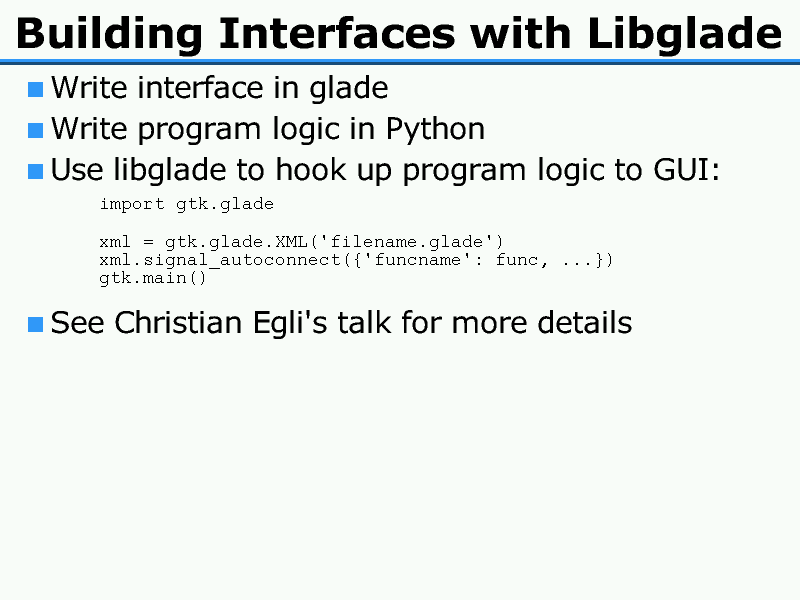 Building Interfaces with Libglade
Write interface in glade
Write program logic in Python
Use libglade to hook up program logic to GUI:
import gtk.glade
xml = gtk.glade.XML('filename.glade')
xml.signal_autoconnect({'funcname': func, ...})
gtk.main()
See Christian Egli's talk for more details